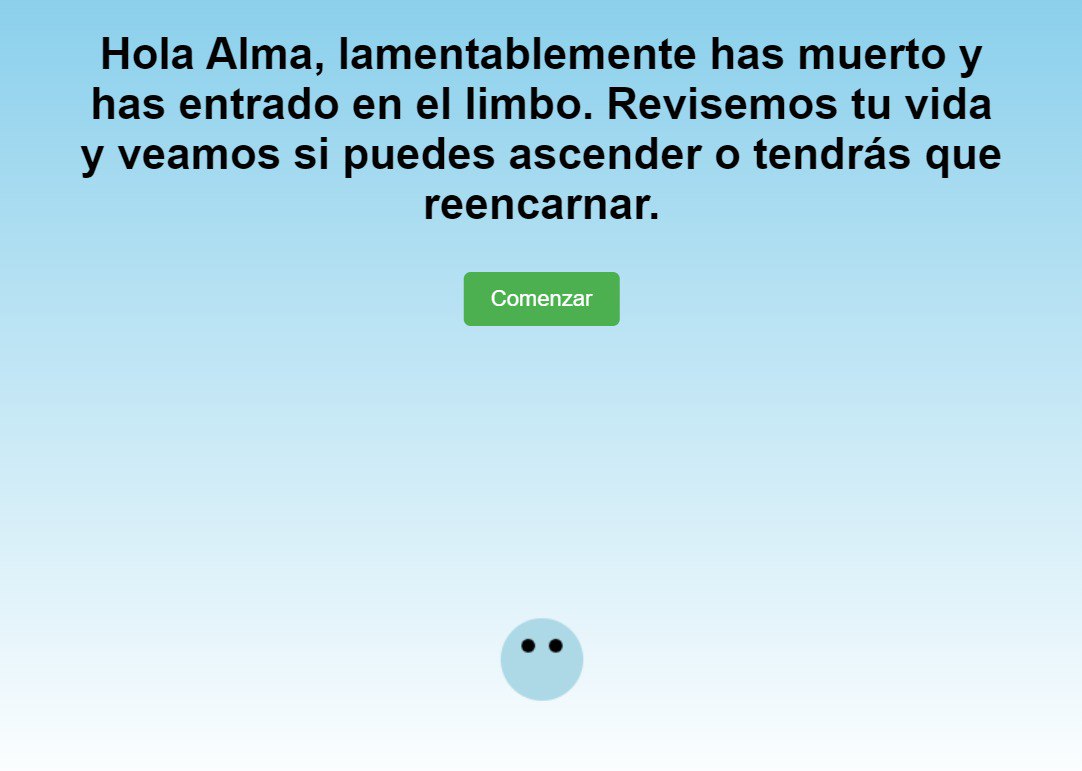 Hola Alma, lamentablemente has muerto y
has entrado en el limbo. Revisemos tu vida
y veamos si puedes ascender o tendrás que
reencarnar.
Comenzar